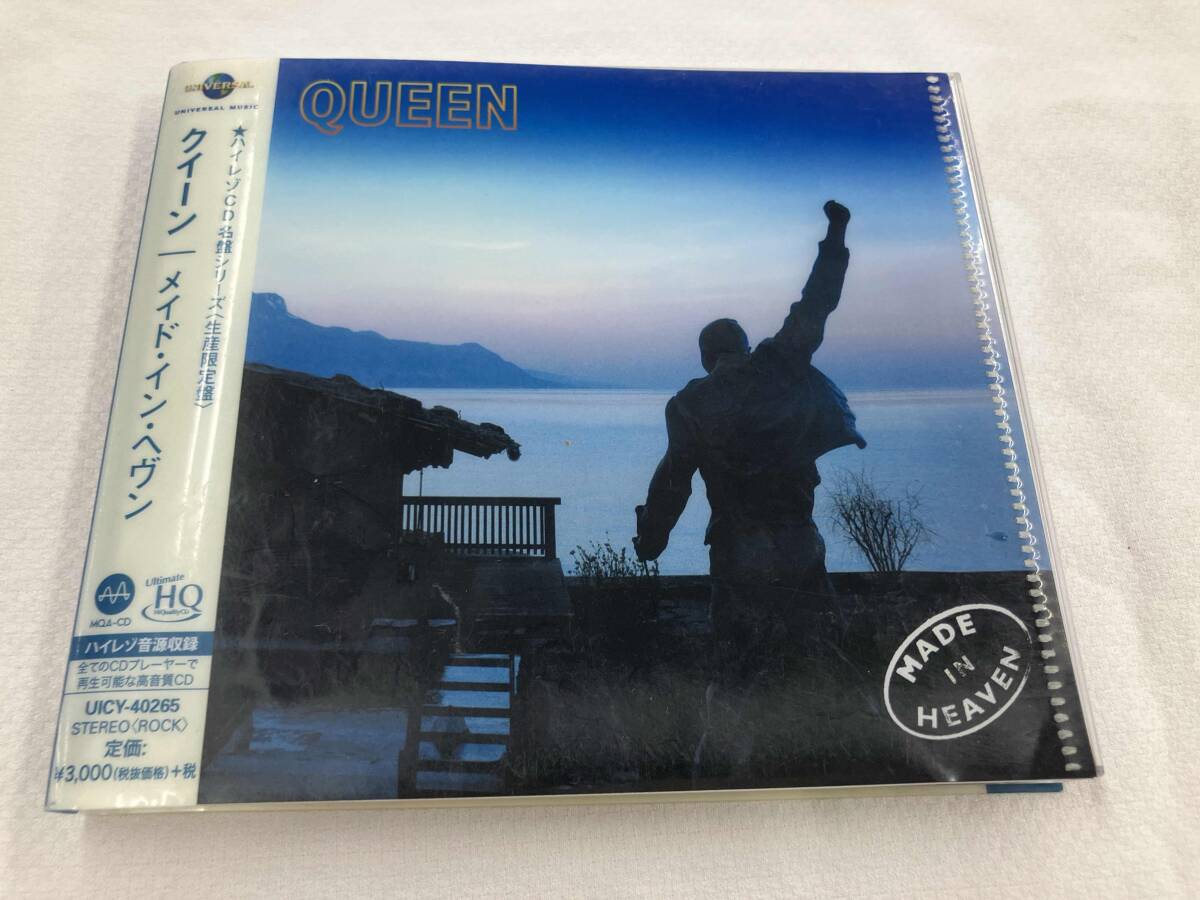 UNIVERSAL
UNIVERSAL MUSIC
★ハイレゾCD名盤シリーズ〈生産限定盤〉
クイーン｜メイド・イン・ヘヴン
MQA-CD
Ultimate
HQ
HiQualityCD
ハイレゾ音源収録
全てのCDプレーヤーで
再生可能な高音質CD
UICY-40265
STEREO〈ROCK〉
定価:
¥3,000(税抜価格)+税
QUEEN
MADE
IN
HEAVEN